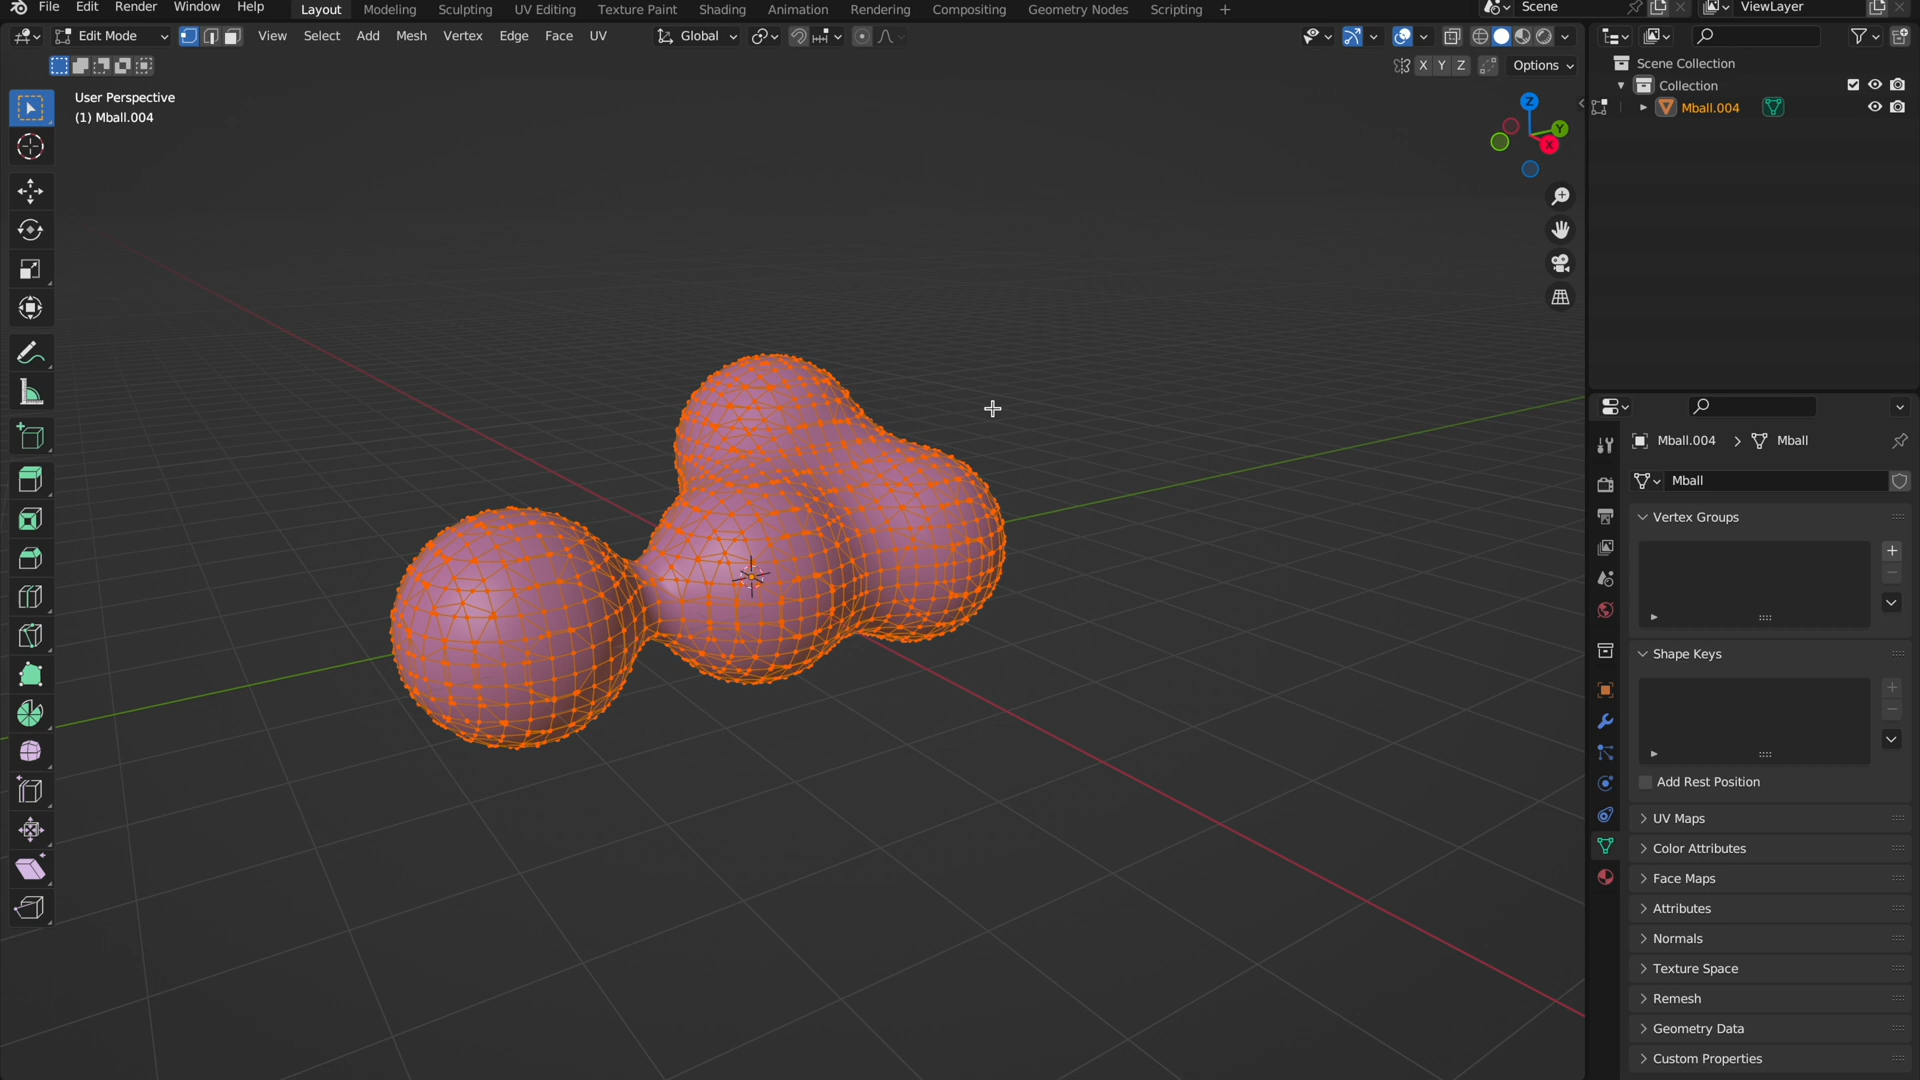 File Edit Render Window Help Layout Modeling Sculpting UV Editing Texture Paint Shading Animation Rendering Compositing Geometry Nodes Scripting + Scene ViewLayer
Edit Mode View Select Add Mesh Vertex Edge Face UV Global
X Y Z Options
User Perspective
(1) Mball.004
Z
Y
X
Scene Collection
Collection
Mball.004
Mball.004 > Mball
Mball
Vertex Groups
Shape Keys
Add Rest Position
UV Maps
Color Attributes
Face Maps
Attributes
Normals
Texture Space
Remesh
Geometry Data
Custom Properties